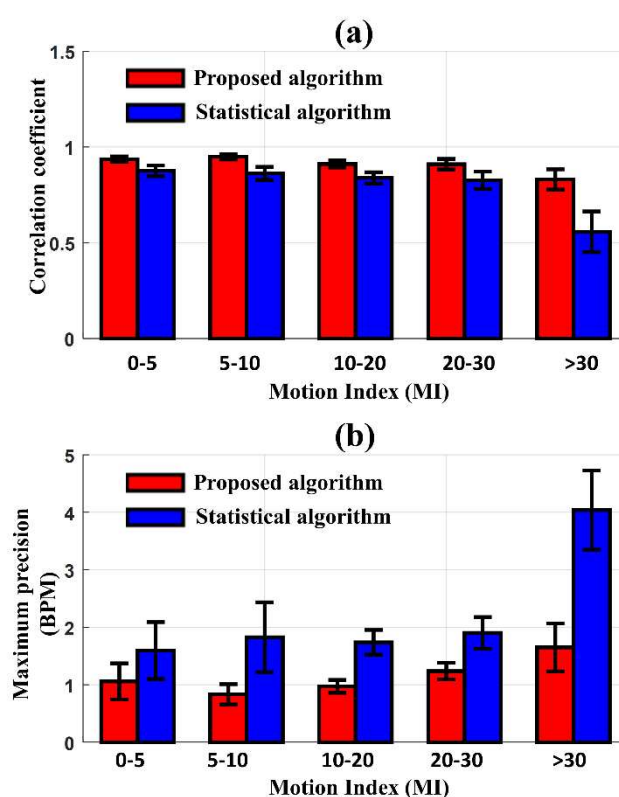 (a)
1.5
Proposed algorithm
Statistical algorithm
1
0.5
0
Correlation coefficient
0-5 5-10 10-20 20-30 >30
Motion Index (MI)
(b)
5
Proposed algorithm
Statistical algorithm
4
3
2
1
0
Maximum precision
(BPM)
0-5 5-10 10-20 20-30 >30
Motion Index (MI)